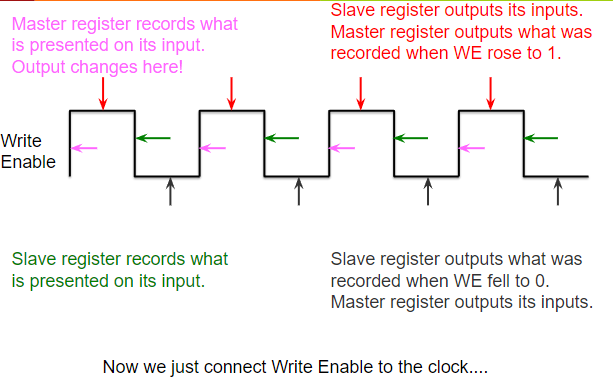 Master register records what
is presented on its input.
Output changes here!
Slave register outputs its inputs.
Master register outputs what was
recorded when WE rose to 1.
Write
Enable
Slave register records what
is presented on its input.
Slave register outputs what was
recorded when WE fell to 0.
Master register outputs its inputs.
Now we just connect Write Enable to the clock....